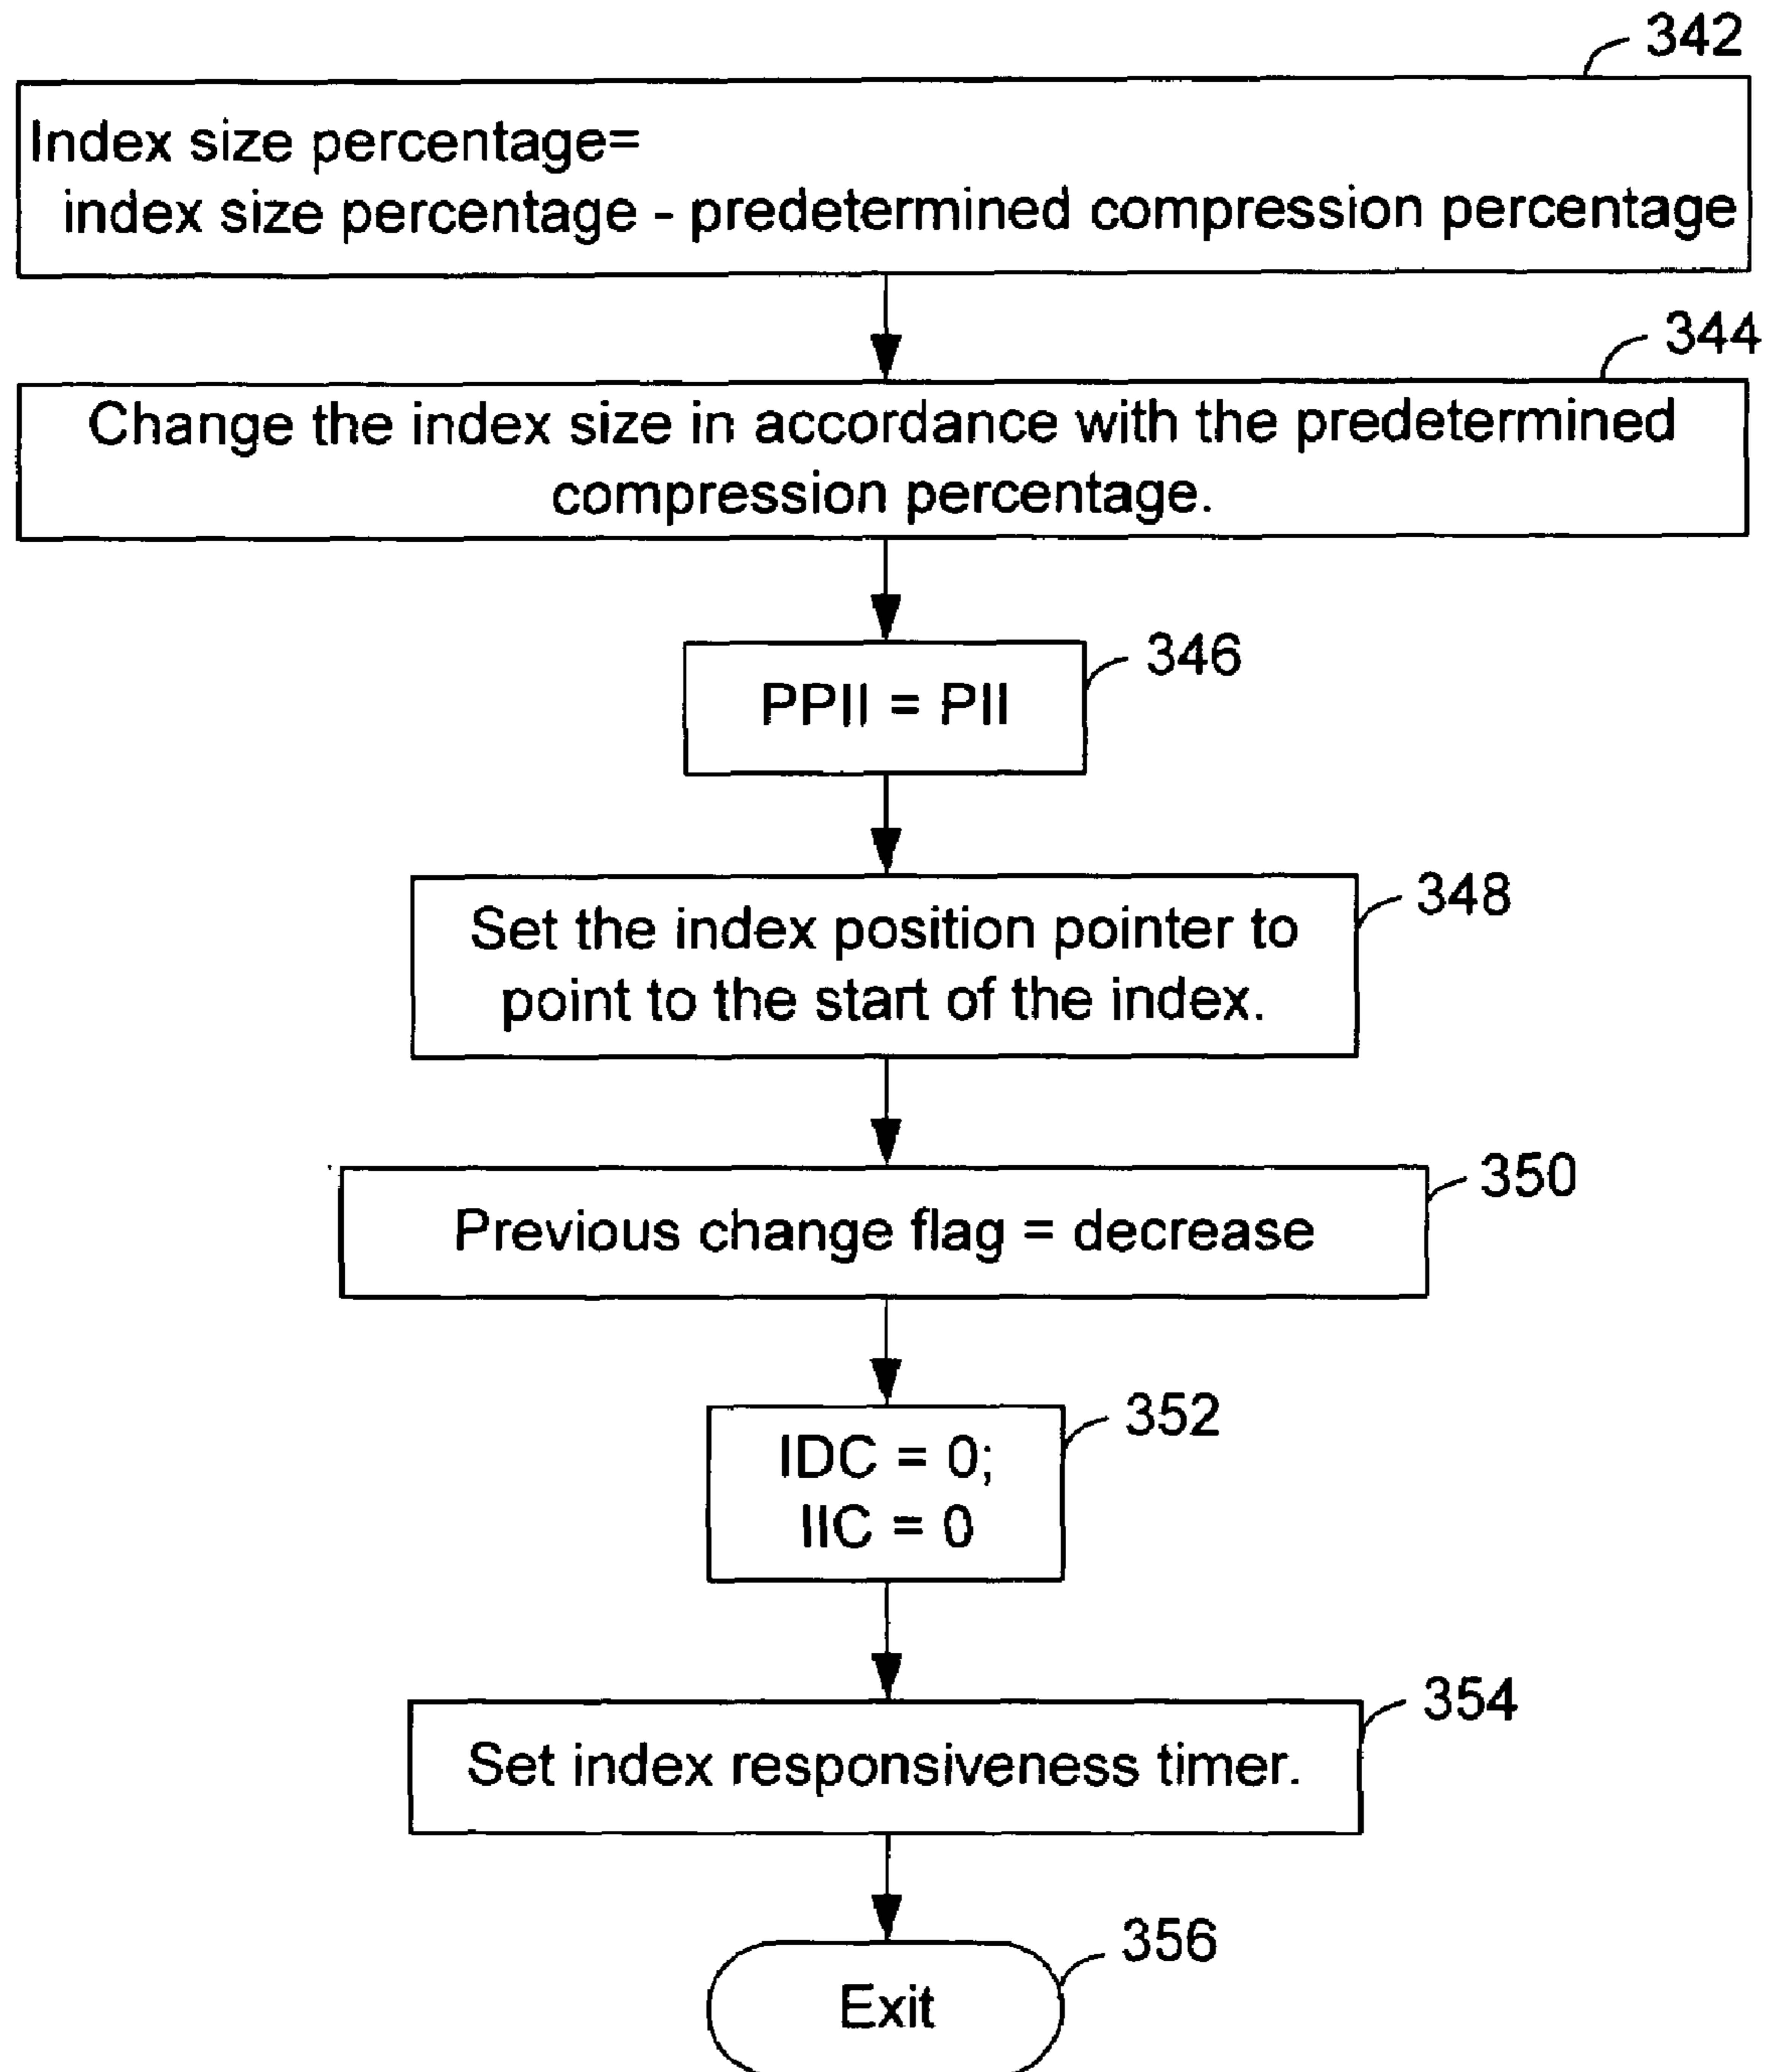 342
Index size percentage=
index size percentage - predetermined compression percentage
344
Change the index size in accordance with the predetermined
compression percentage.
346
PPII = PII
348
Set the index position pointer to
point to the start of the index.
350
Previous change flag = decrease
352
IDC = 0;
IIC = 0
354
Set index responsiveness timer.
356
Exit